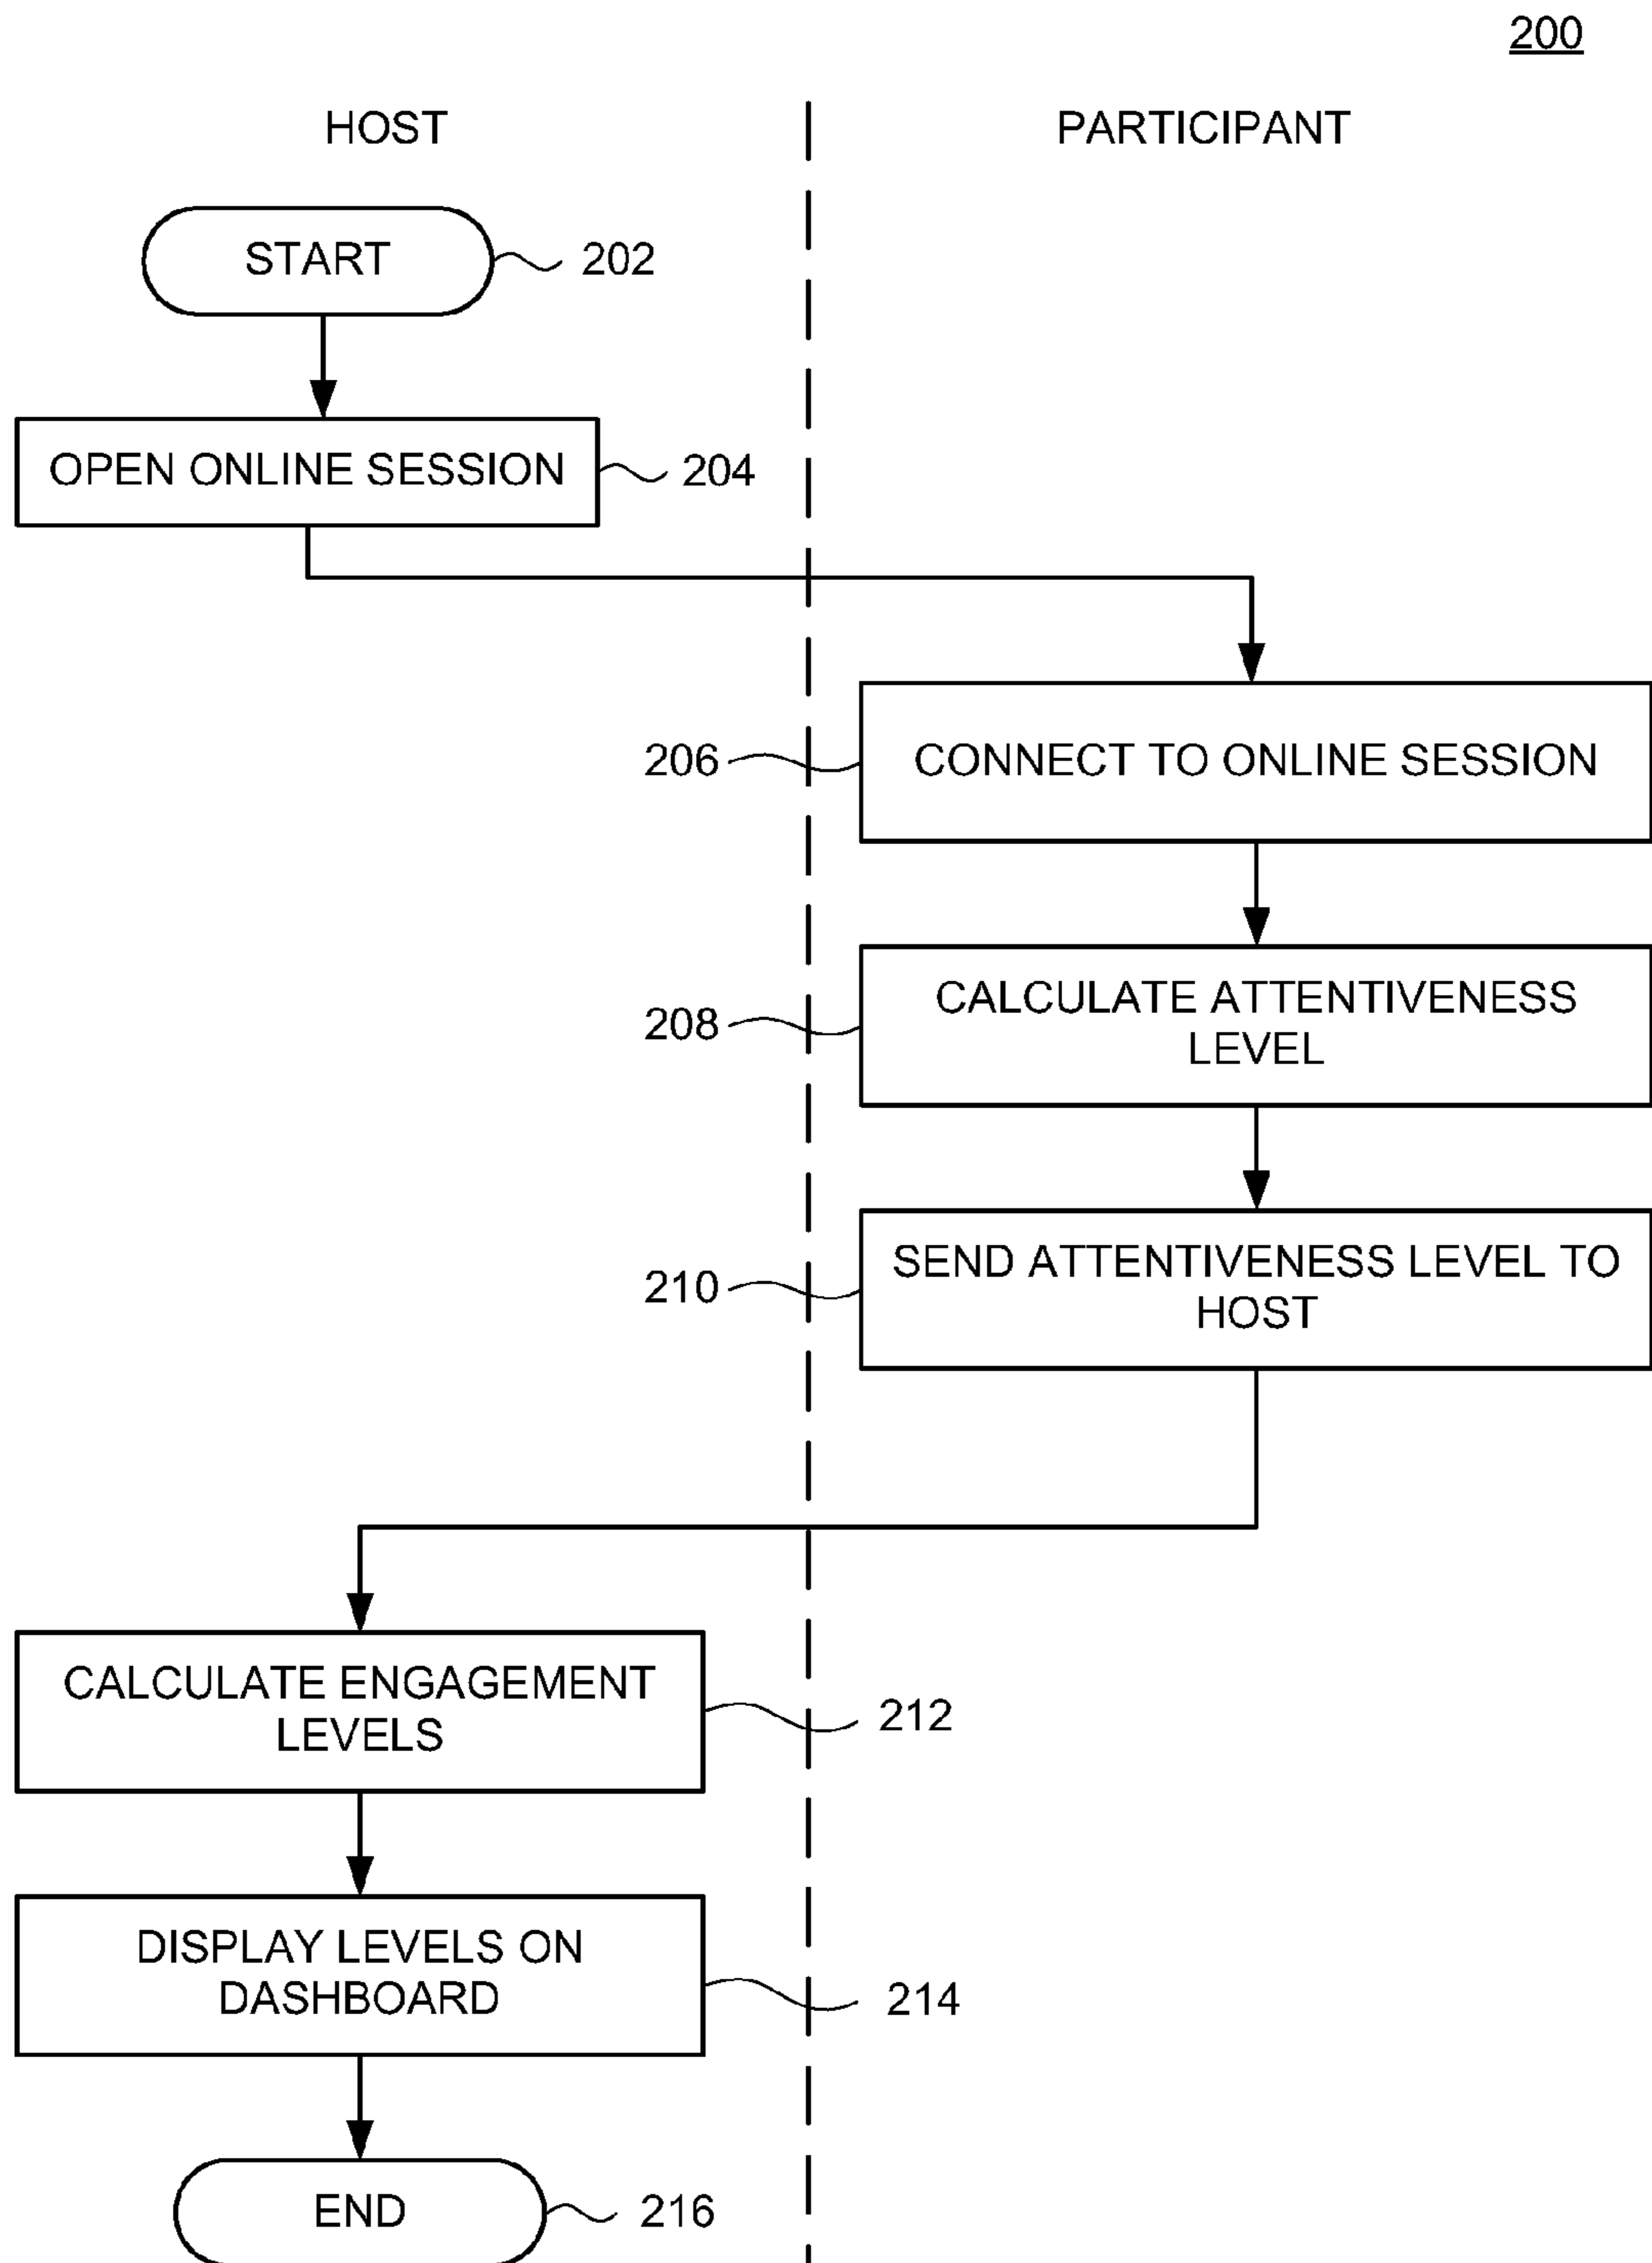 200
HOST
PARTICIPANT
START
202
OPEN ONLINE SESSION
204
206
CONNECT TO ONLINE SESSION
208
CALCULATE ATTENTIVENESS
LEVEL
210
SEND ATTENTIVENESS LEVEL TO
HOST
CALCULATE ENGAGEMENT
LEVELS
212
DISPLAY LEVELS ON
DASHBOARD
214
END
216